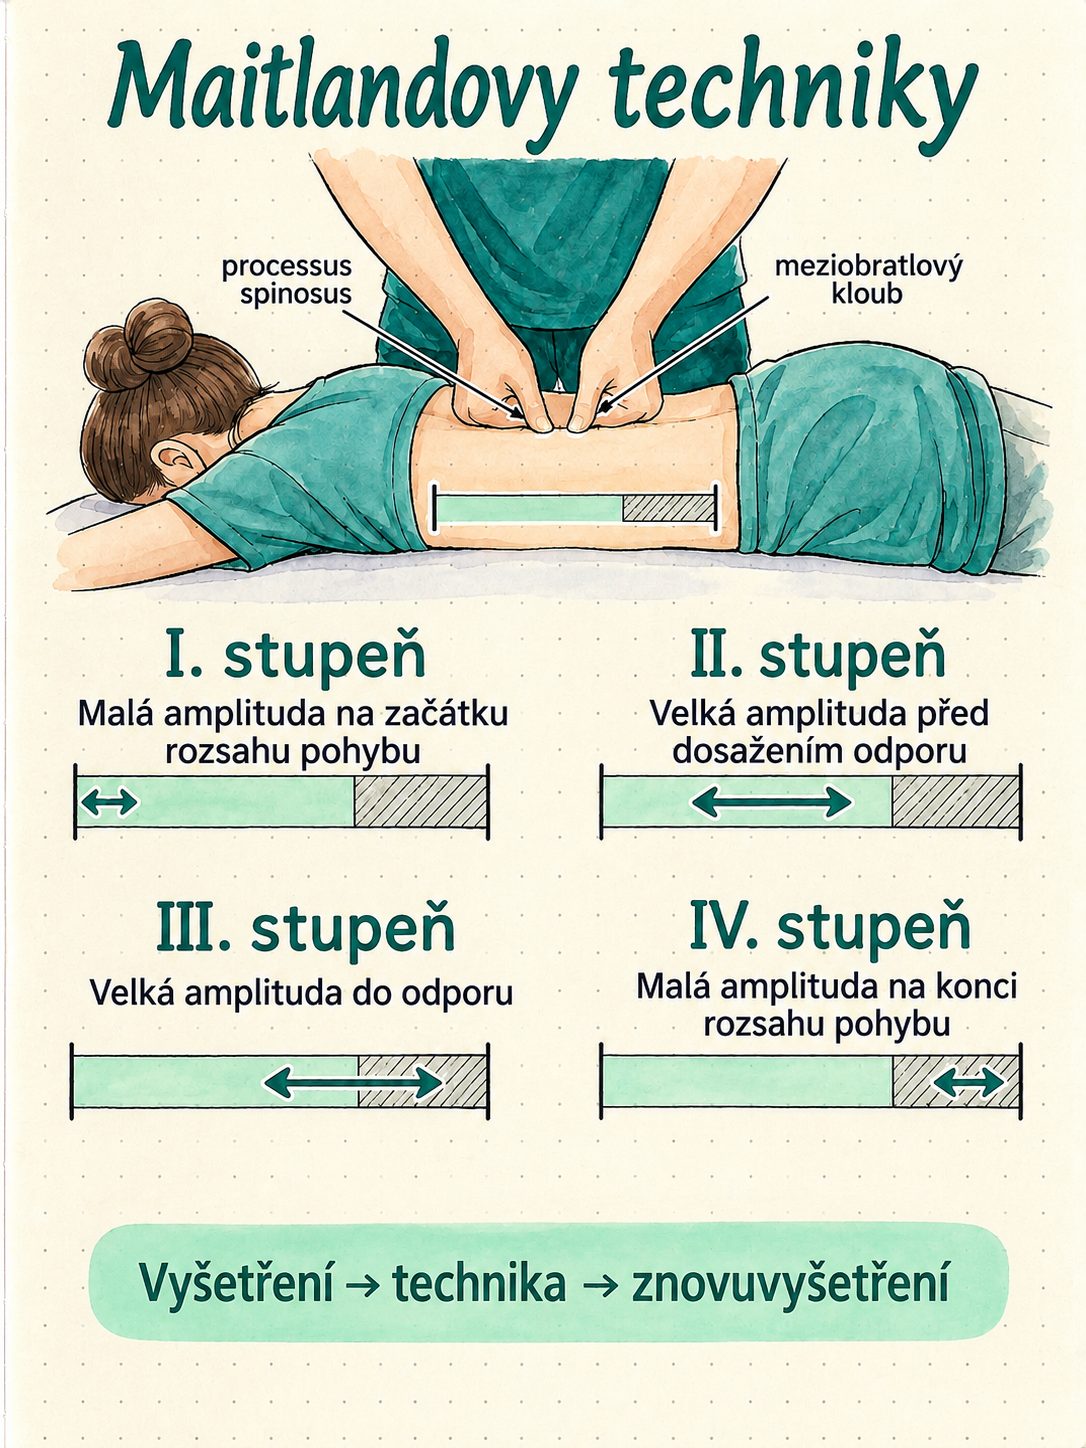 Maitlandovy techniky
processus
spinosus
meziobratlový
kloub
I. stupeň
Malá amplituda na začátku
rozsahu pohybu
II. stupeň
Velká amplituda před
dosažením odporu
III. stupeň
Velká amplituda do odporu
IV. stupeň
Malá amplituda na konci
rozsahu pohybu
Vyšetření → technika → znovuvyšetření